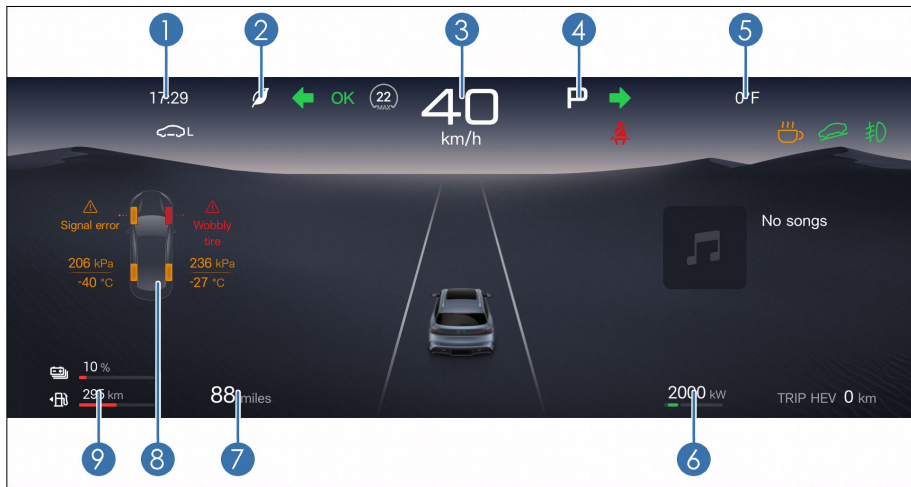 1 2 3 4 5
17:29 OK 22 MAX 40 P 0°F
km/h
L
Signal error Wobbly
tire
No songs
206 kPa 236 kPa
-40 °C -27 °C
10 %
295 km 88 miles 2000 kW TRIP HEV 0 km
9 8 7 6